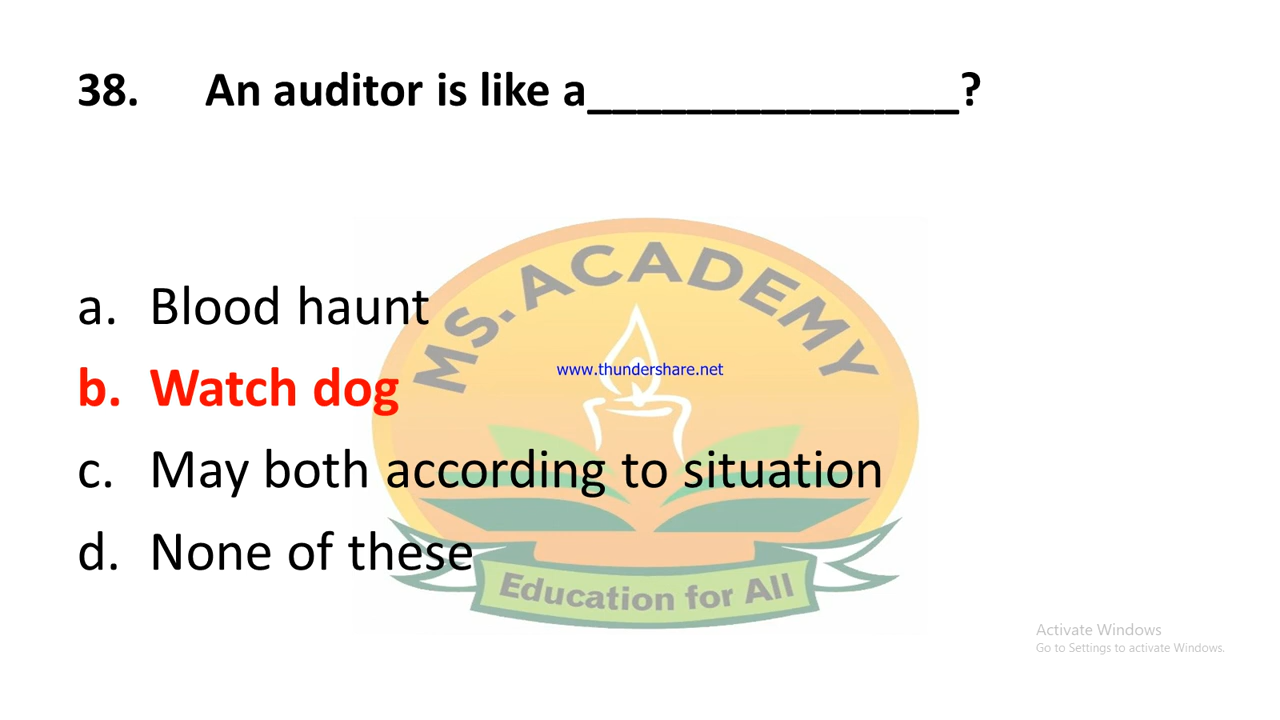 38. An auditor is like a_______________?
MS. ACADEMY
a. Blood haunt
www.thundershare.net
b. Watch dog
c. May both according to situation
d. None of these
Education for All
Activate Windows
Go to Settings to activate Windows.